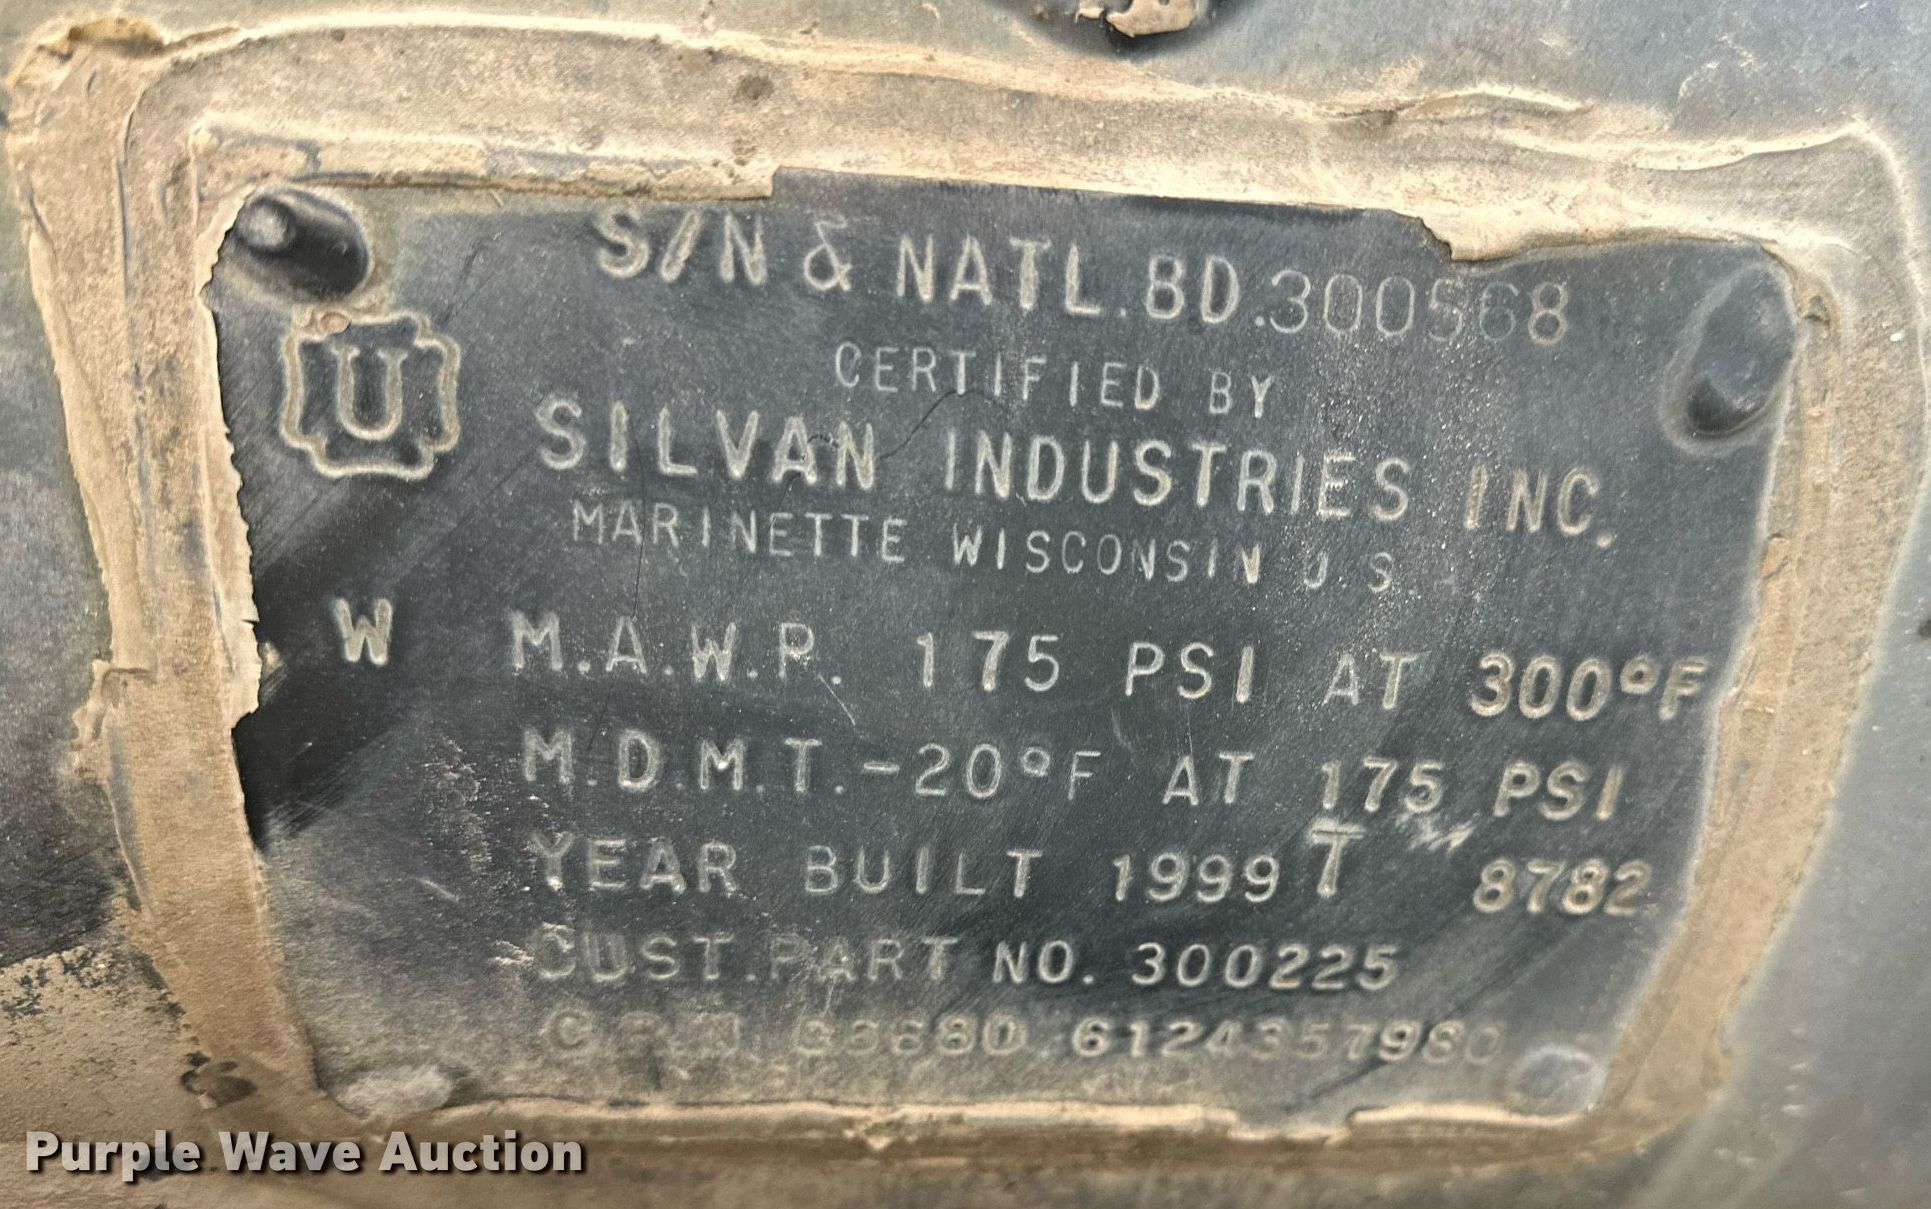 S/N & NATL.BD.300568
U
CERTIFIED BY
SILVAN INDUSTRIES INC.
MARINETTE WISCONSIN U S
W M.A.W.P. 175 PSI AT 300°F
M.D.M.T.-20°F AT 175 PSI
YEAR BUILT 1999 T 8782
CUST.PART NO. 300225
6124357980
Purple Wave Auction